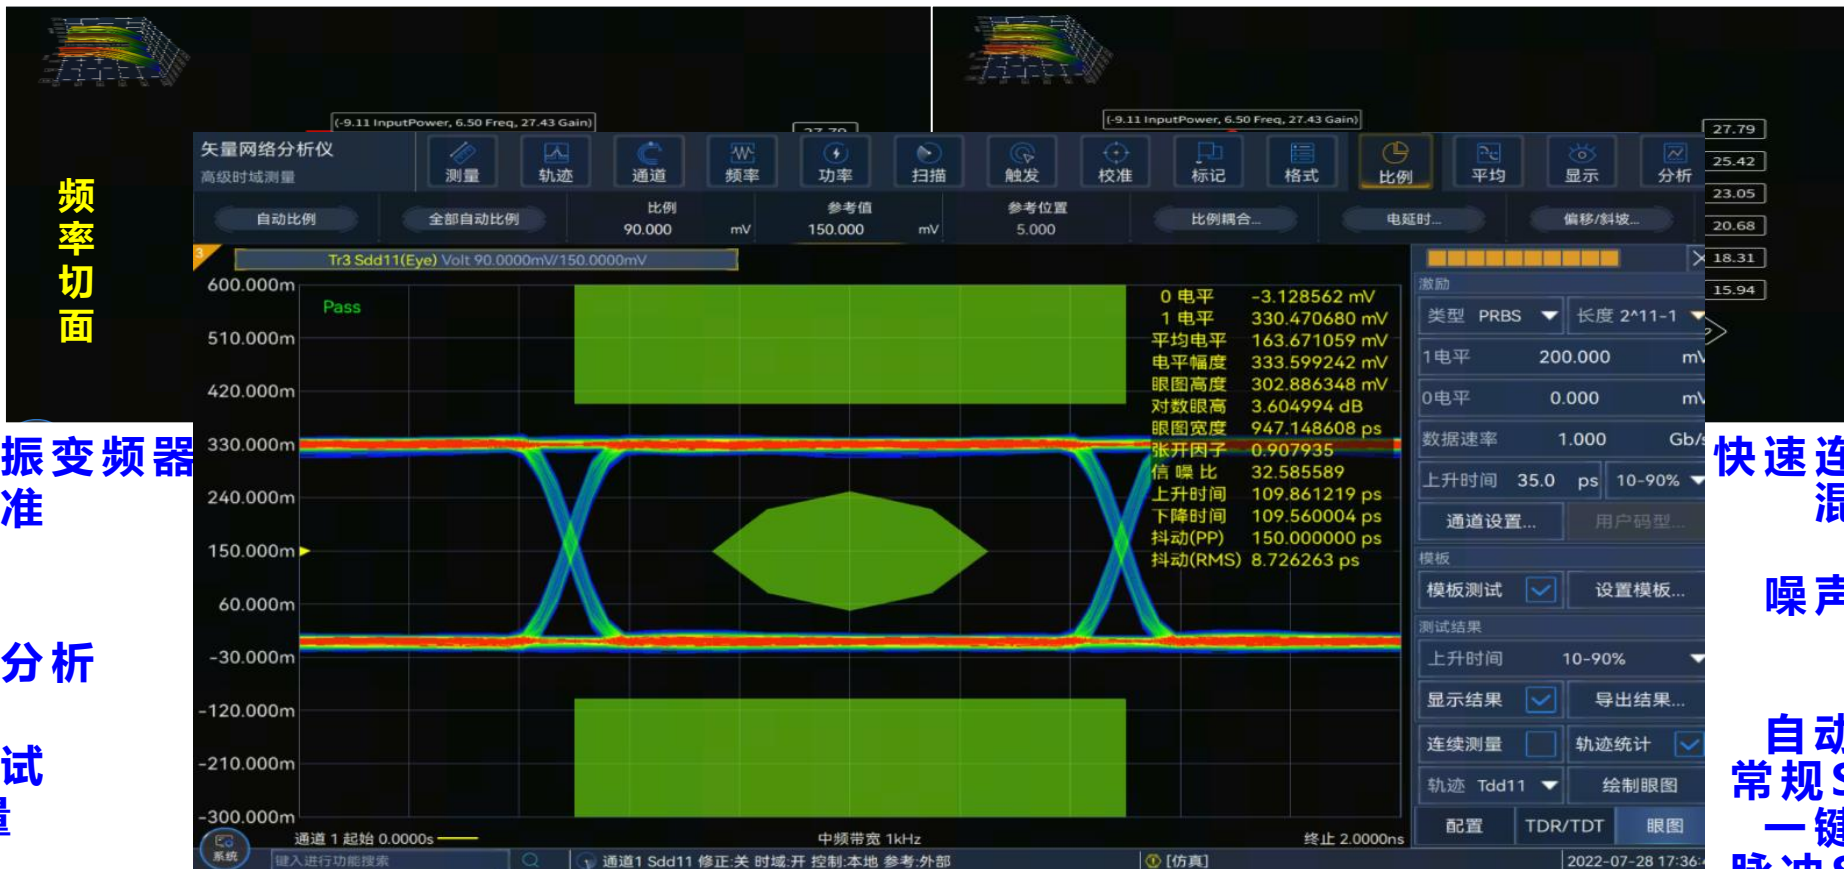 (-9.11 InputPower, 6.50 Freq, 27.43 Gain)
(-9.11 InputPower, 6.50 Freq, 27.43 Gain)
27.79
25.42
23.05
20.68
18.31
15.94
频率切面
矢量网络分析仪
高级时域测量
测量 轨迹 通道 频率 功率 扫描 触发 校准 标记 格式 比例 平均 显示 分析
自动比例 全部自动比例 比例 90.000 mV 参考值 150.000 mV 参考位置 5.000 比例耦合... 电延时... 偏移/斜坡...
3
Tr3 Sdd11(Eye) Volt 90.0000mV/150.0000mV
Pass
600.000m
510.000m
420.000m
330.000m
240.000m
150.000m
60.000m
-30.000m
-120.000m
-210.000m
-300.000m
0 电平 -3.128562 mV
1 电平 330.470680 mV
平均电平 163.671059 mV
电平幅度 333.599242 mV
眼图高度 302.886348 mV
对数眼高 3.604994 dB
眼图宽度 947.148608 ps
张开因子 0.907935
信噪比 32.585589
上升时间 109.861219 ps
下降时间 109.560004 ps
抖动(PP) 150.000000 ps
抖动(RMS) 8.726263 ps
激励
类型 PRBS 长度 2^11-1
1电平 200.000 mV
0电平 0.000 mV
数据速率 1.000 Gb/s
上升时间 35.0 ps 10-90%
通道设置... 用户码型...
模板
模板测试 设置模板...
测试结果
上升时间 10-90%
显示结果 导出结果...
连续测量 轨迹统计
轨迹 Tdd11 绘制眼图
配置 TDR/TDT 眼图
通道 1 起始 0.0000s 中频带宽 1kHz 终止 2.0000ns
系统 键入进行功能搜索 通道1 Sdd11 修正:关 时域:开 控制:本地 参考:外部 [仿真] 2022-07-28 17:36:
振变频器
准
分析
试
量
快速连
混
噪声
自动
常规S
一键
脉冲S